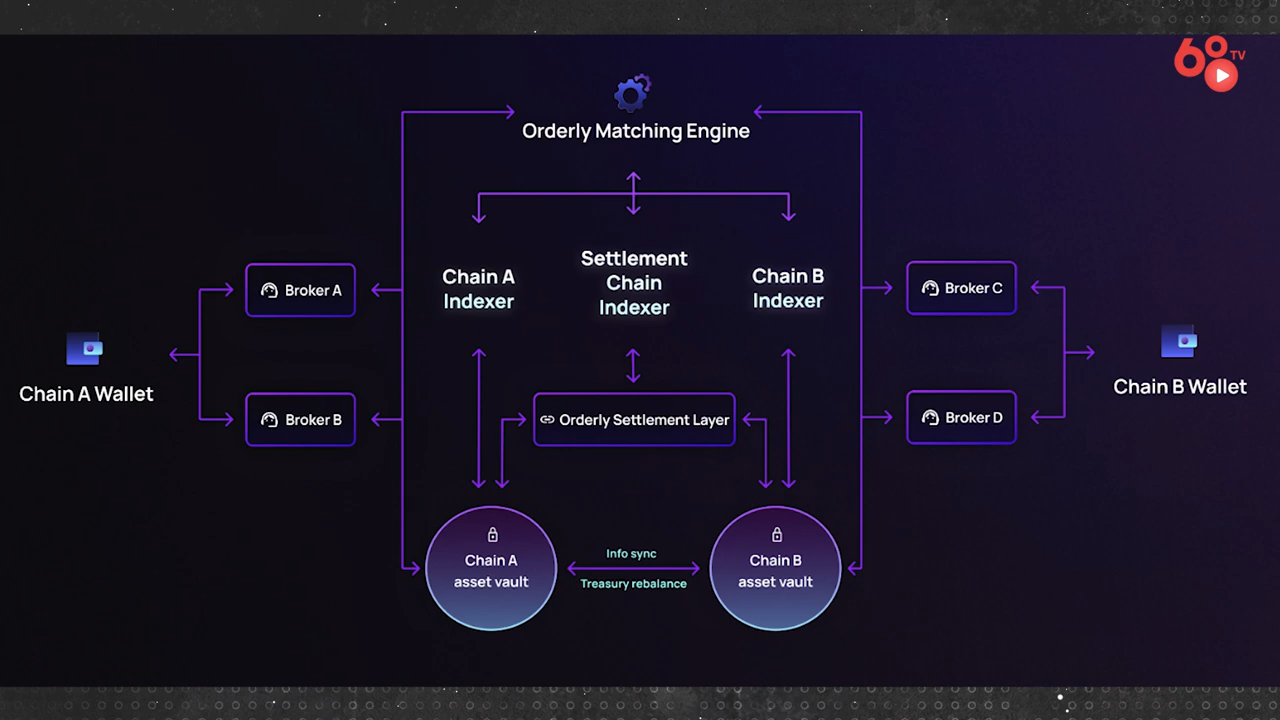 60 TV
Orderly Matching Engine
Chain A
Indexer
Settlement
Chain
Indexer
Chain B
Indexer
Broker A
Broker B
Broker C
Broker D
Chain A Wallet
Chain B Wallet
Orderly Settlement Layer
Chain A
asset vault
Info sync
Treasury rebalance
Chain B
asset vault